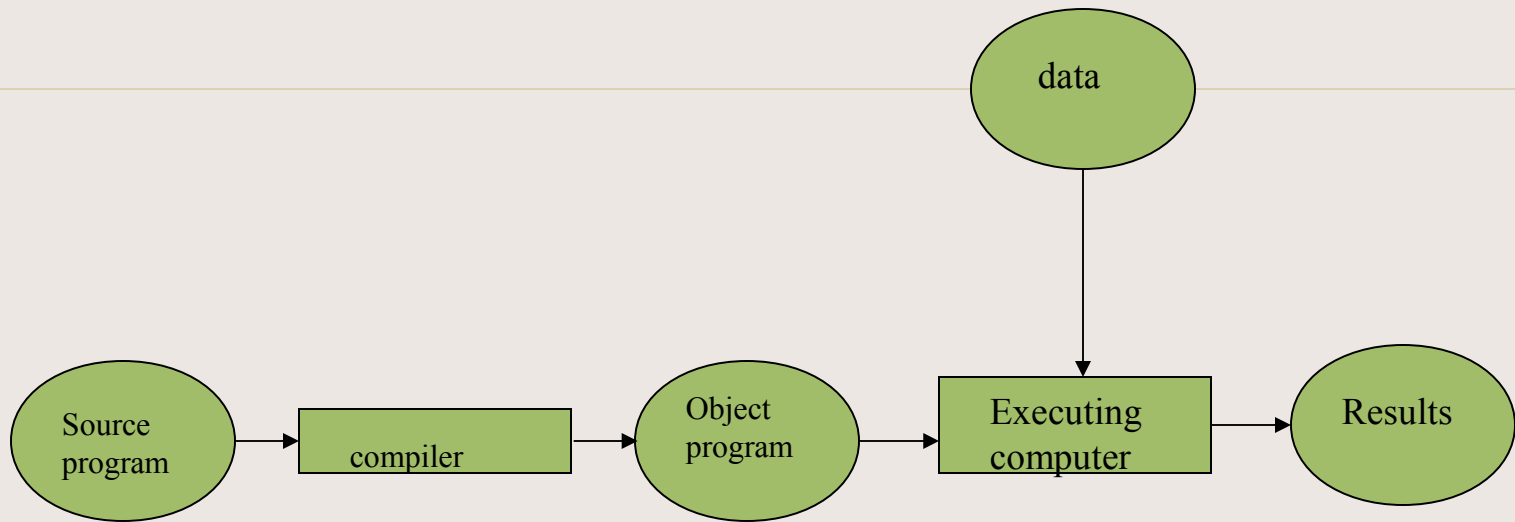 data
Source
program
compiler
Object
program
Executing
computer
Results